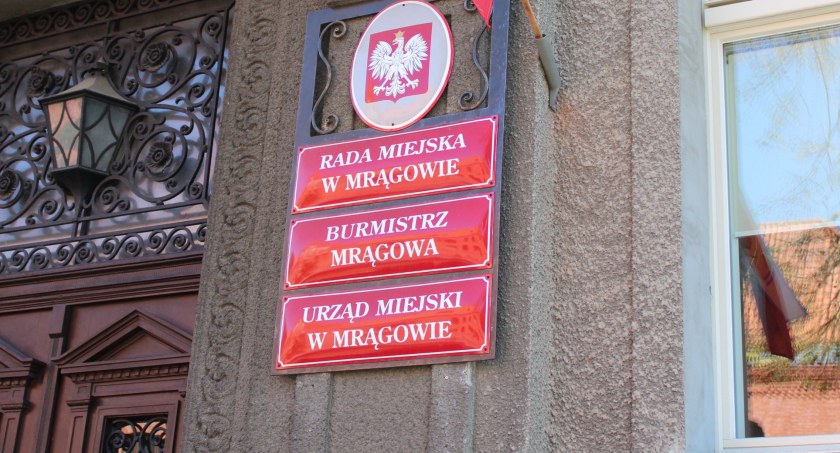 RADA MIEJSKA
W MRĄGOWIE
BURMISTRZ
MRĄGOWA
URZĄD MIEJSKI
W MRĄGOWIE